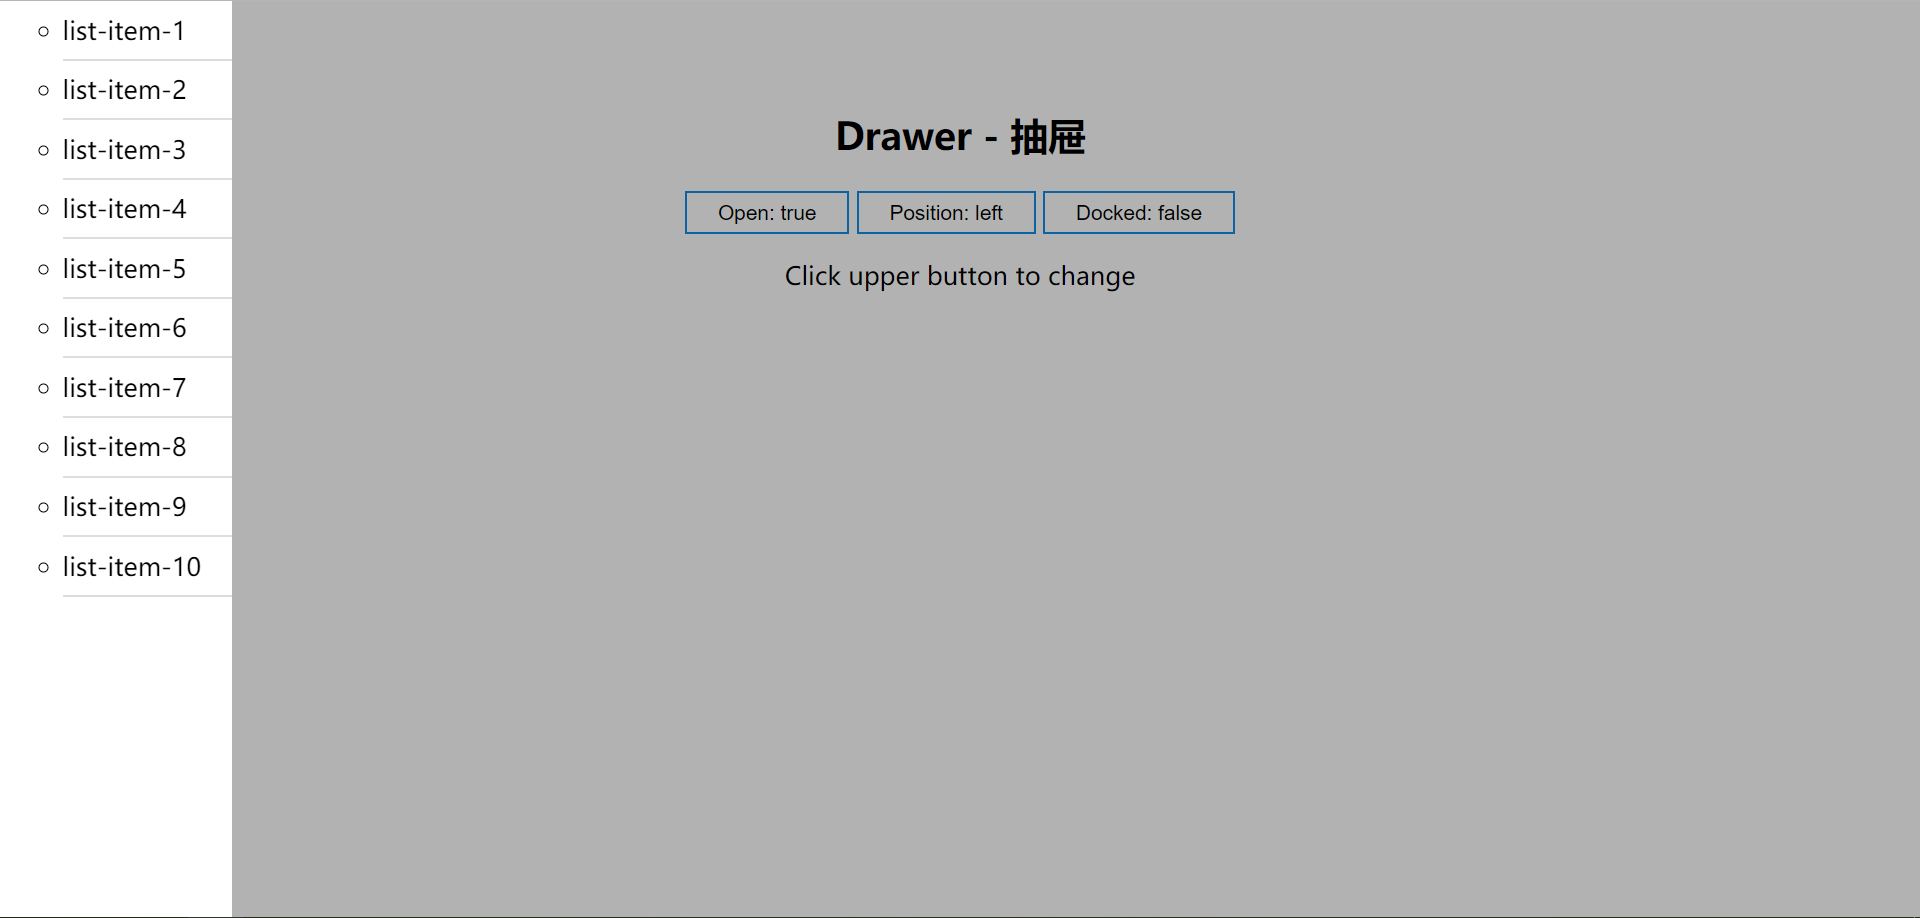 list-item-1
list-item-2
list-item-3
list-item-4
list-item-5
list-item-6
list-item-7
list-item-8
list-item-9
list-item-10
Drawer - 抽屉
Open: true
Position: left
Docked: false
Click upper button to change